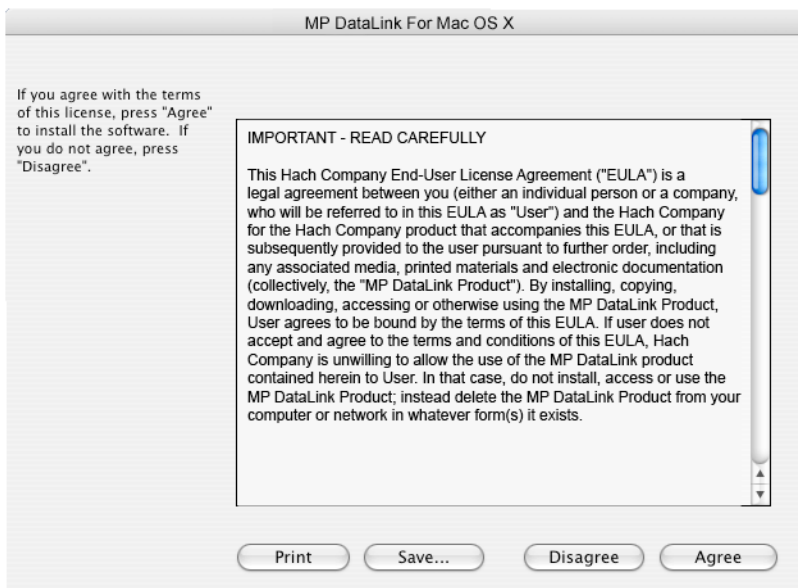 MP DataLink For Mac OS X
If you agree with the terms
of this license, press "Agree"
to install the software.  If
you do not agree, press
"Disagree".
IMPORTANT - READ CAREFULLY
This Hach Company End-User License Agreement ("EULA") is a
legal agreement between you (either an individual person or a company,
who will be referred to in this EULA as "User") and the Hach Company
for the Hach Company product that accompanies this EULA, or that is
subsequently provided to the user pursuant to further order, including
any associated media, printed materials and electronic documentation
(collectively, the "MP DataLink Product"). By installing, copying,
downloading, accessing or otherwise using the MP DataLink Product,
User agrees to be bound by the terms of this EULA. If user does not
accept and agree to the terms and conditions of this EULA, Hach
Company is unwilling to allow the use of the MP DataLink product
contained herein to User. In that case, do not install, access or use the
MP DataLink Product; instead delete the MP DataLink Product from your
computer or network in whatever form(s) it exists.
Print
Save...
Disagree
Agree